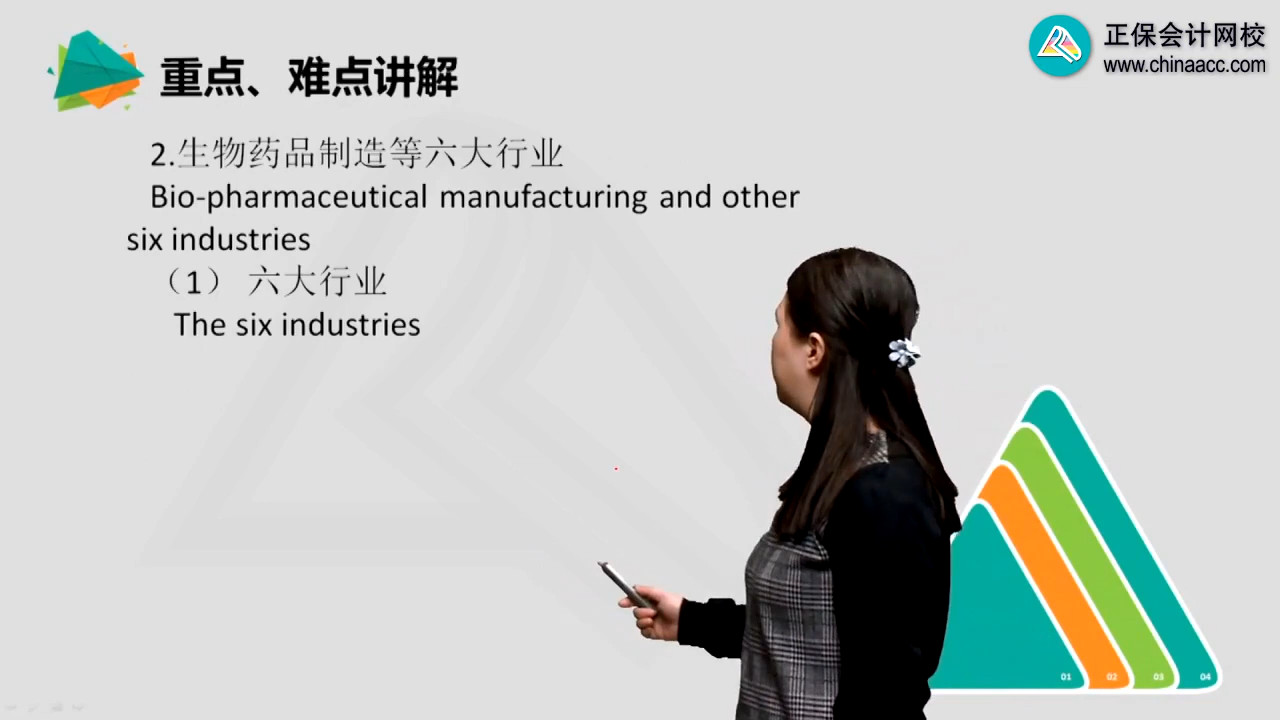 正保会计网校
www.chinaacc.com
重点、难点讲解
2.生物药品制造等六大行业
Bio-pharmaceutical manufacturing and other
six industries
（1） 六大行业
The six industries
01 02 03 04